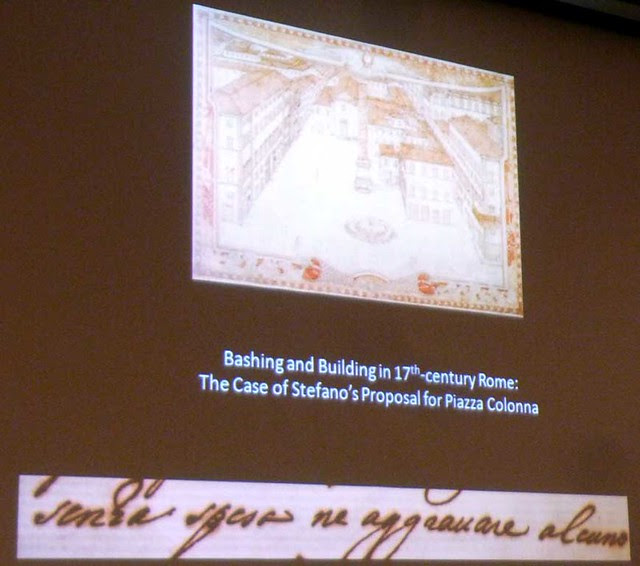 Bashing and Building in 17th-century Rome:
The Case of Stefano's Proposal for Piazza Colonna
senza spesa ne aggravare alcuno